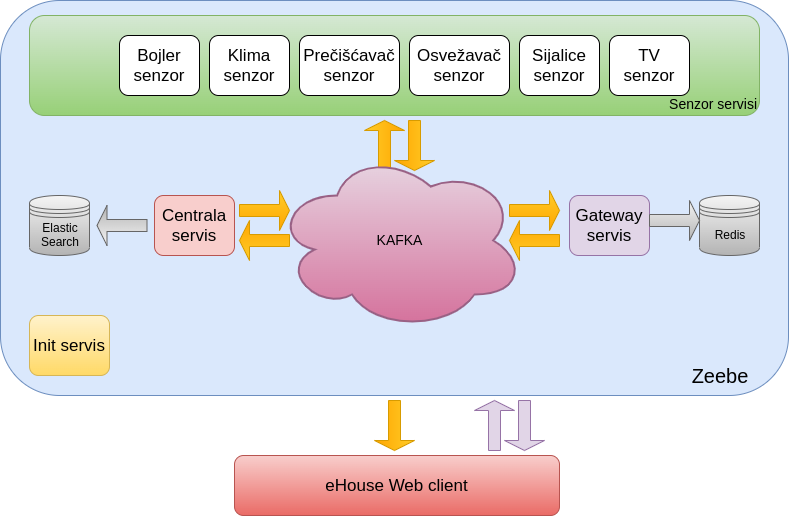 Bojler
senzor
Klima
senzor
Prečišćavač
senzor
Osvežavač
senzor
Sijalice
senzor
TV
senzor
Senzor servisi
Elastic
Search
Centrala
servis
KAFKA
Gateway
servis
Redis
Init servis
Zeebe
eHouse Web client